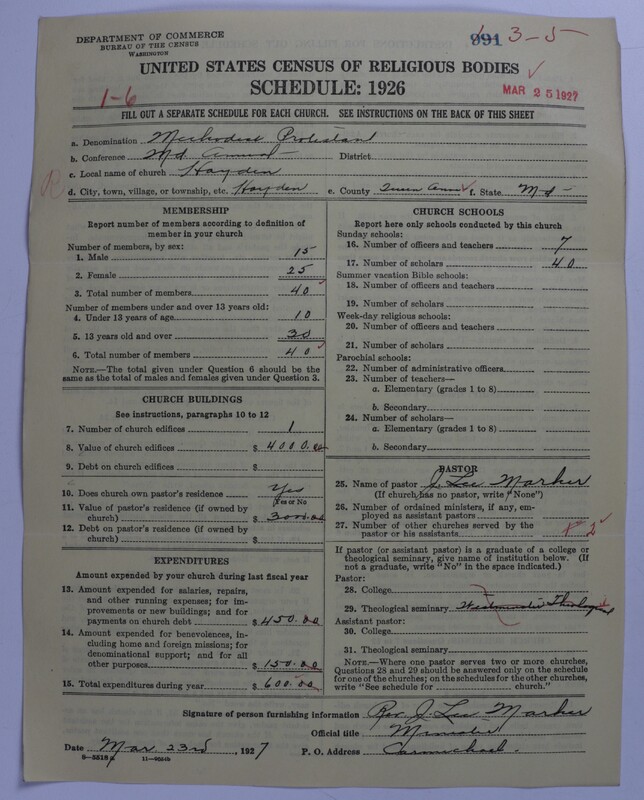 DEPARTMENT OF COMMERCE
BUREAU OF THE CENSUS
WASHINGTON
991 3-5
UNITED STATES CENSUS OF RELIGIOUS BODIES
SCHEDULE: 1926
MAR 25 1927
1-6
FILL OUT A SEPARATE SCHEDULE FOR EACH CHURCH. SEE INSTRUCTIONS ON THE BACK OF THIS SHEET
a. Denomination Methodist Protestan
b. Conference Md Annual District
c. Local name of church Hayden
d. City, town, village, or township, etc. Hayden e. County Queen Ann f. State Md
MEMBERSHIP
Report number of members according to definition of
member in your church
Number of members, by sex:
1. Male 15
2. Female 25
3. Total number of members 40
Number of members under and over 13 years old:
4. Under 13 years of age 10
5. 13 years old and over 30
6. Total number of members 40
NOTE.—The total given under Question 6 should be the
same as the total of males and females given under Question 3.
CHURCH BUILDINGS
See instructions, paragraphs 10 to 12
7. Number of church edifices 1
8. Value of church edifices $ 4000.00
9. Debt on church edifices $
10. Does church own pastor's residence Yes
Yes or No
11. Value of pastor's residence (if owned by
church) $ 3000.00
12. Debt on pastor's residence (if owned by
church) $
EXPENDITURES
Amount expended by your church during last fiscal year
13. Amount expended for salaries, repairs,
and other running expenses; for im-
provements or new buildings; and for
payments on church debt $ 450.00
14. Amount expended for benevolences, in-
cluding home and foreign missions; for
denominational support; and for all
other purposes $ 150.00
15. Total expenditures during year $ 600.00
CHURCH SCHOOLS
Report here only schools conducted by this church
Sunday schools:
16. Number of officers and teachers 7
17. Number of scholars 40
Summer vacation Bible schools:
18. Number of officers and teachers
19. Number of scholars
Week-day religious schools:
20. Number of officers and teachers
21. Number of scholars
Parochial schools:
22. Number of administrative officers
23. Number of teachers—
a. Elementary (grades 1 to 8)
b. Secondary
24. Number of scholars—
a. Elementary (grades 1 to 8)
b. Secondary
PASTOR
25. Name of pastor J. Lee Marker
(If church has no pastor, write "None")
26. Number of ordained ministers, if any, em-
ployed as assistant pastors
27. Number of other churches served by the
pastor or his assistants 2
If pastor (or assistant pastor) is a graduate of a college or
theological seminary, give name of institution below. (If
not a graduate, write "No" in the space indicated.)
Pastor:
28. College
29. Theological seminary Westminster Theological
Assistant pastor:
30. College
31. Theological seminary
NOTE.—Where one pastor serves two or more churches,
Questions 28 and 29 should be answered only on the schedule
for one of the churches; on the schedules for the other churches,
write "See schedule for church."
Signature of person furnishing information Rev. J. Lee Marker
Official title Minister
Date Mar 23rd, 1927 P. O. Address Carmichael.
8—5518a 11—9554b